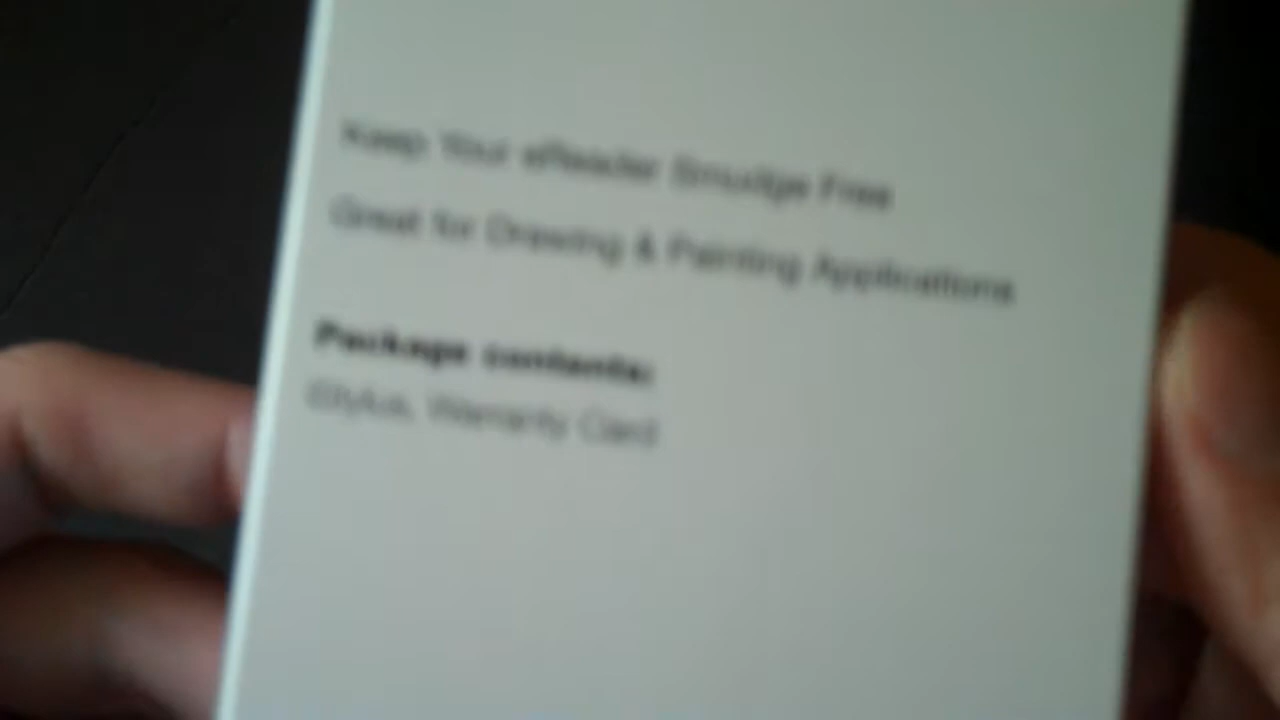 Keep Your eReader Smudge Free
Great for Drawing & Painting Applications
Package contents:
Stylus, Warranty Card